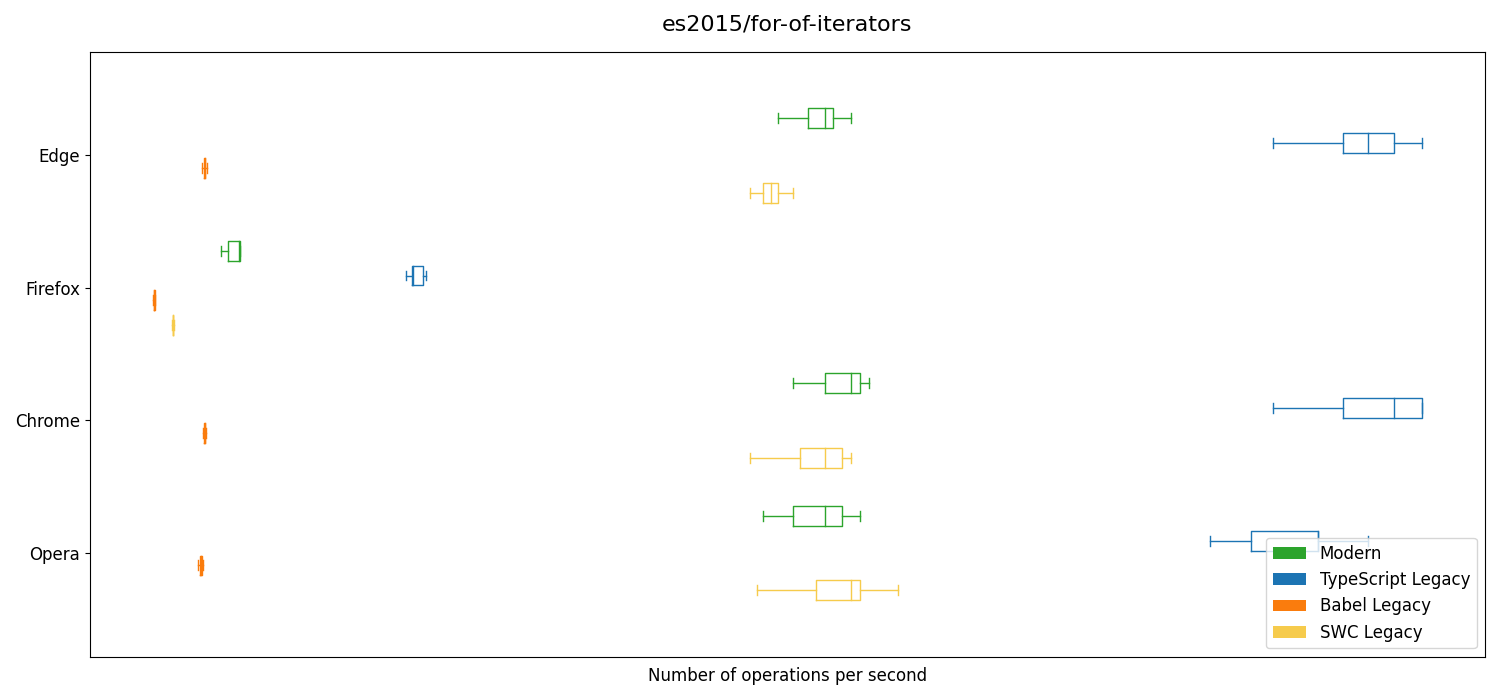 es2015/for-of-iterators
Edge
Firefox
Chrome
Opera
Modern
TypeScript Legacy
Babel Legacy
SWC Legacy
Number of operations per second